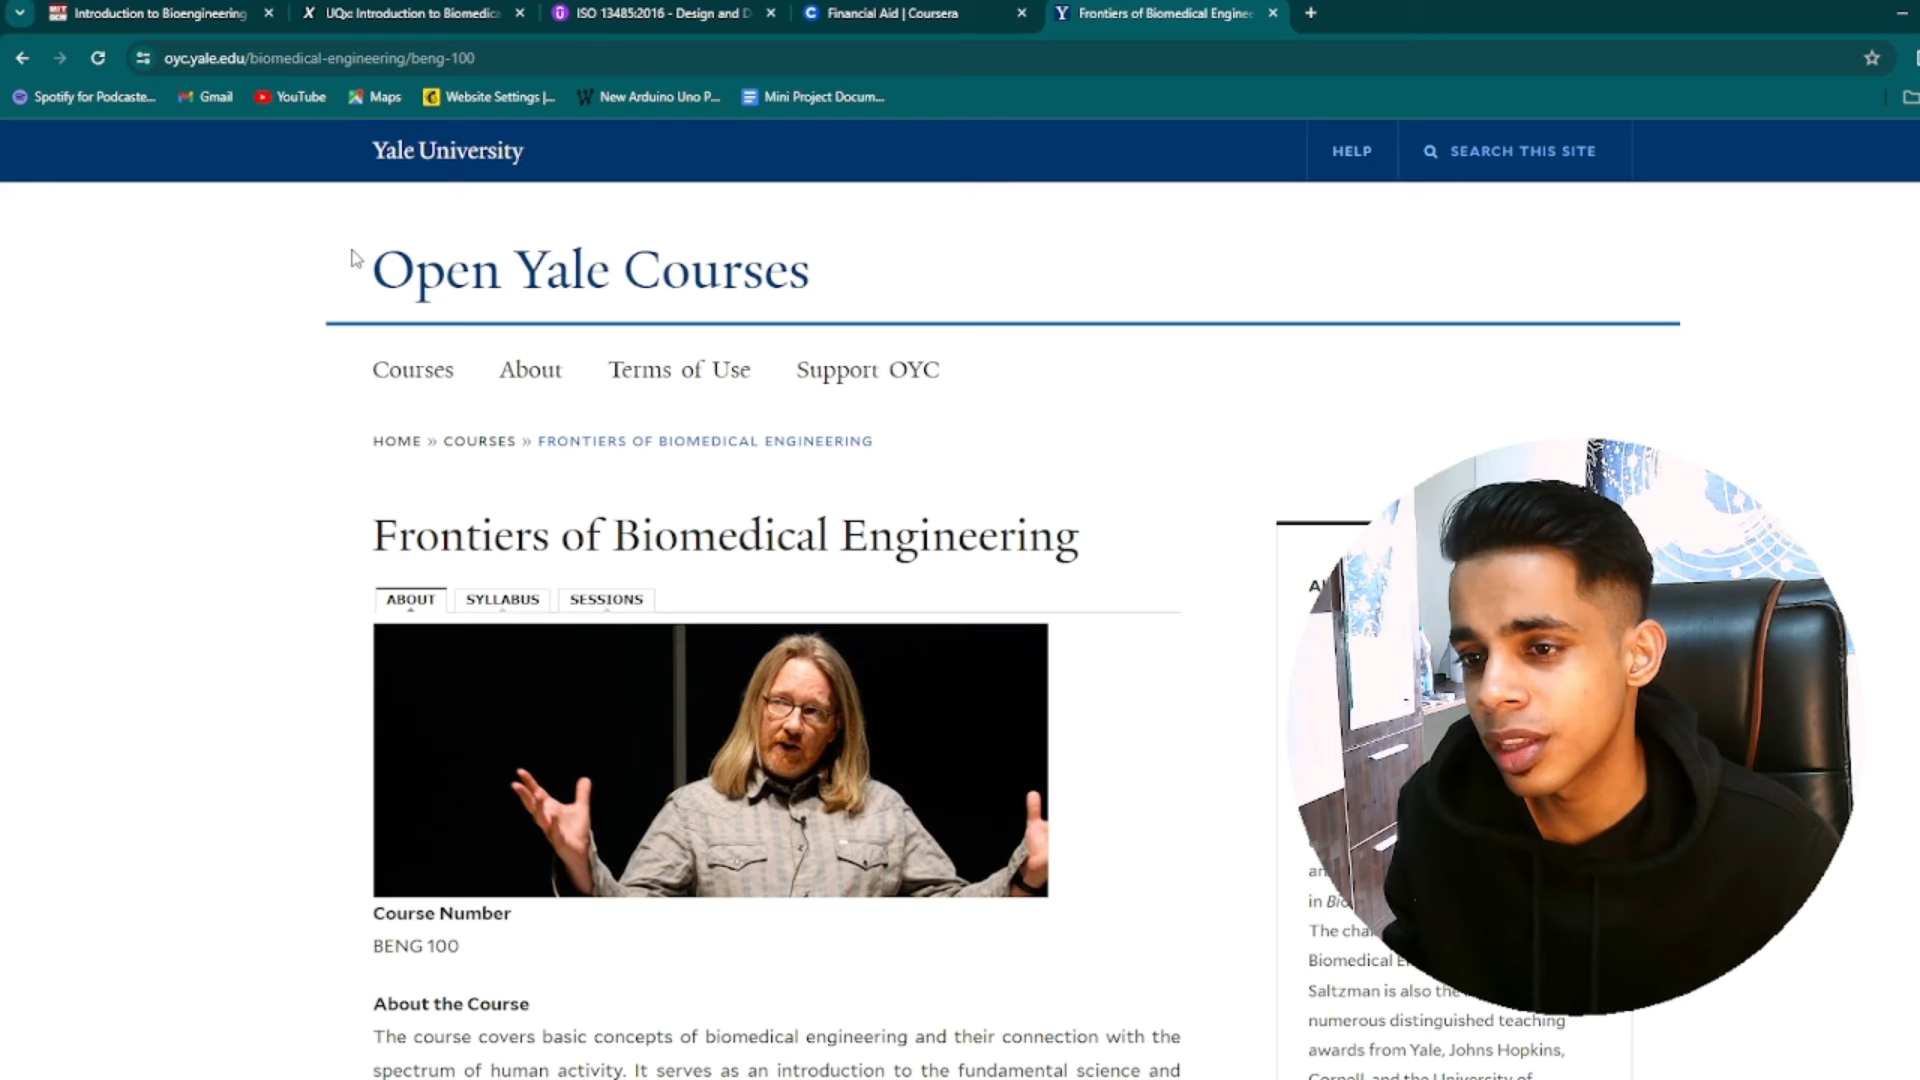 Introduction to Bioengineering
UQx: Introduction to Biomedica
ISO 13485:2016 - Design and D
Financial Aid | Coursera
Frontiers of Biomedical Enginee
oyc.yale.edu/biomedical-engineering/beng-100
Spotify for Podcaste...
Gmail
YouTube
Maps
Website Settings |...
New Arduino Uno P...
Mini Project Docum...
Yale University
HELP
SEARCH THIS SITE
Open Yale Courses
Courses About Terms of Use Support OYC
HOME » COURSES » FRONTIERS OF BIOMEDICAL ENGINEERING
Frontiers of Biomedical Engineering
ABOUT SYLLABUS SESSIONS
Course Number
BENG 100
About the Course
The course covers basic concepts of biomedical engineering and their connection with the
spectrum of human activity. It serves as an introduction to the fundamental science and
in
The
Biomedical
Saltzman is also the
numerous distinguished teaching
awards from Yale, Johns Hopkins,
Cornell, and the University of